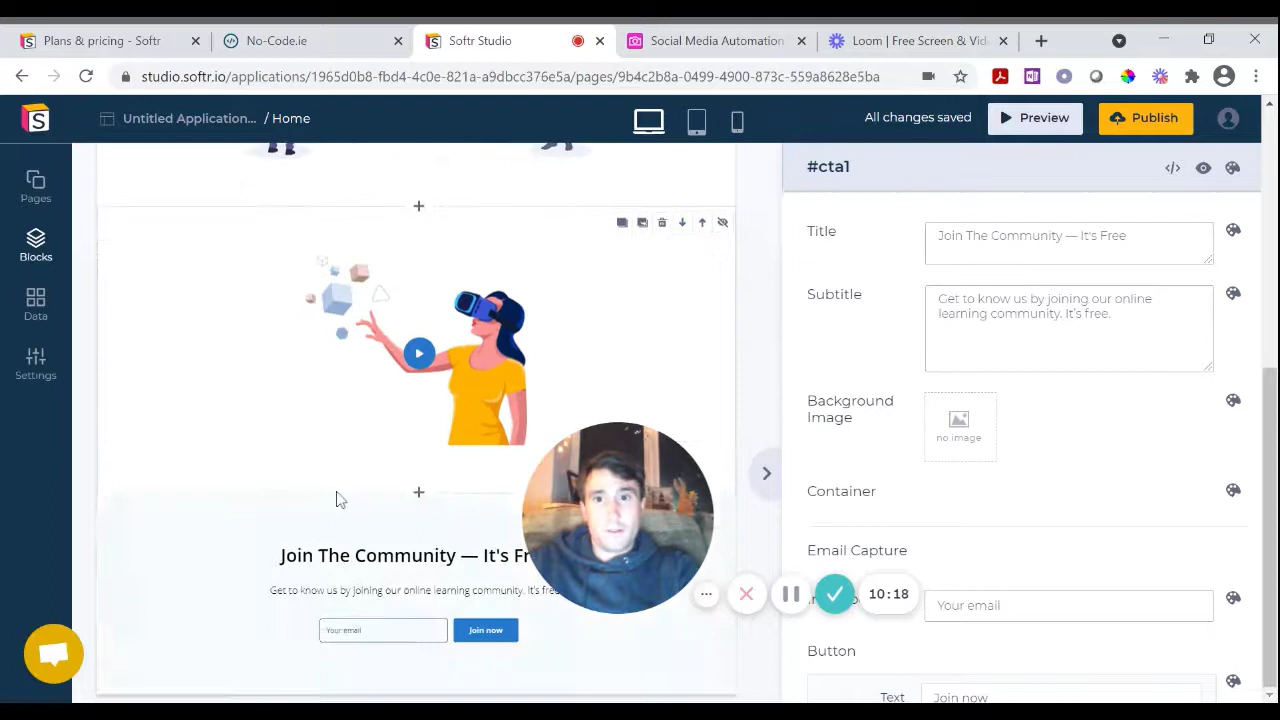 Plans & pricing - Softr
No-Code.ie
Softr Studio
Social Media Automation
Loom | Free Screen & Vid
studio.softr.io/applications/1965d0b8-fbd4-4c0e-821a-a9dbcc376e5a/pages/9b4c2b8a-0499-4900-873c-559a8628e5ba
S
Untitled Application... / Home
All changes saved
Preview
Publish
Pages
Blocks
Data
Settings
Join The Community — It's Fr
Get to know us by joining our online learning community. It's free
Your email
Join now
10:18
#cta1
Title
Join The Community — It's Free
Subtitle
Get to know us by joining our online
learning community. It's free.
Background
Image
no image
Container
Email Capture
Your email
Button
Text
Join now